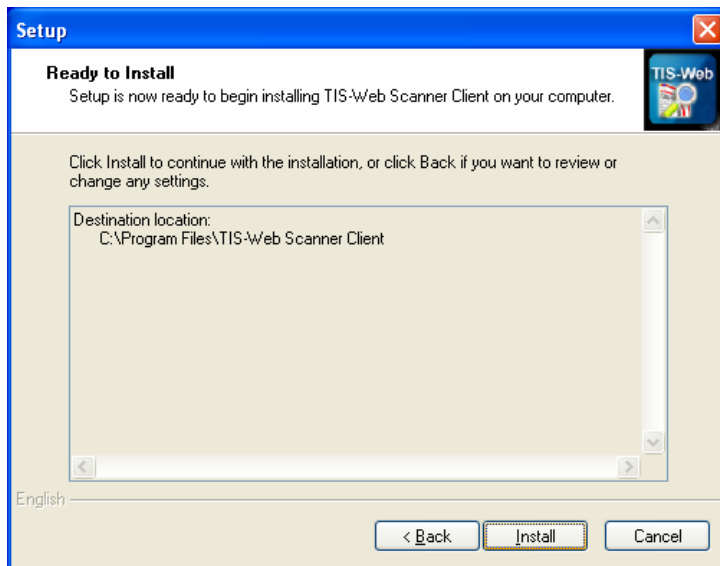 Setup
Ready to Install
Setup is now ready to begin installing TIS-Web Scanner Client on your computer.
TIS-Web
Click Install to continue with the installation, or click Back if you want to review or
change any settings.
Destination location:
C:\Program Files\TIS-Web Scanner Client
English
< Back
Install
Cancel